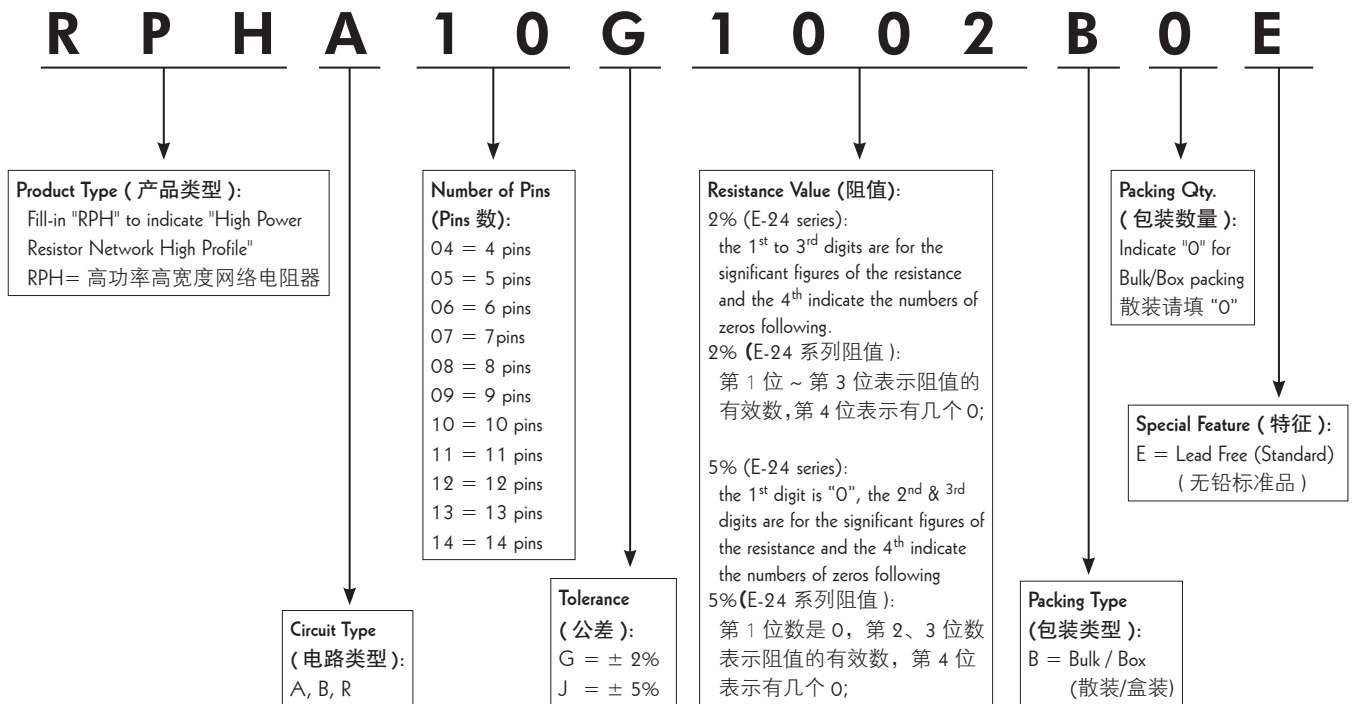 R P H A 1 0 G 1 0 0 2 B 0 E
Product Type ( 产品类型 ):
Fill-in "RPH" to indicate "High Power
Resistor Network High Profile"
RPH= 高功率高宽度网络电阻器
Circuit Type
( 电路类型 ):
A, B, R
Number of Pins
(Pins 数):
04 = 4 pins
05 = 5 pins
06 = 6 pins
07 = 7pins
08 = 8 pins
09 = 9 pins
10 = 10 pins
11 = 11 pins
12 = 12 pins
13 = 13 pins
14 = 14 pins
Tolerance
( 公差 ):
G = ± 2%
J = ± 5%
Resistance Value (阻值):
2% (E-24 series):
the 1st to 3rd digits are for the
significant figures of the resistance
and the 4th indicate the numbers of
zeros following.
2% (E-24 系列阻值 ):
第 1 位 ~ 第 3 位表示阻值的
有效数，第 4 位表示有几个 0;
5% (E-24 series):
the 1st digit is “0”, the 2nd & 3rd
digits are for the significant figures of
the resistance and the 4th indicate
the numbers of zeros following
5%(E-24 系列阻值 ):
第 1 位数是 0，第 2、3 位数
表示阻值的有效数，第 4 位
表示有几个 0;
Packing Type
(包装类型):
B = Bulk / Box
(散装/盒装)
Packing Qty.
( 包装数量 ):
Indicate "0" for
Bulk/Box packing
散装请填 “0”
Special Feature ( 特征 ):
E = Lead Free (Standard)
( 无铅标准品 )